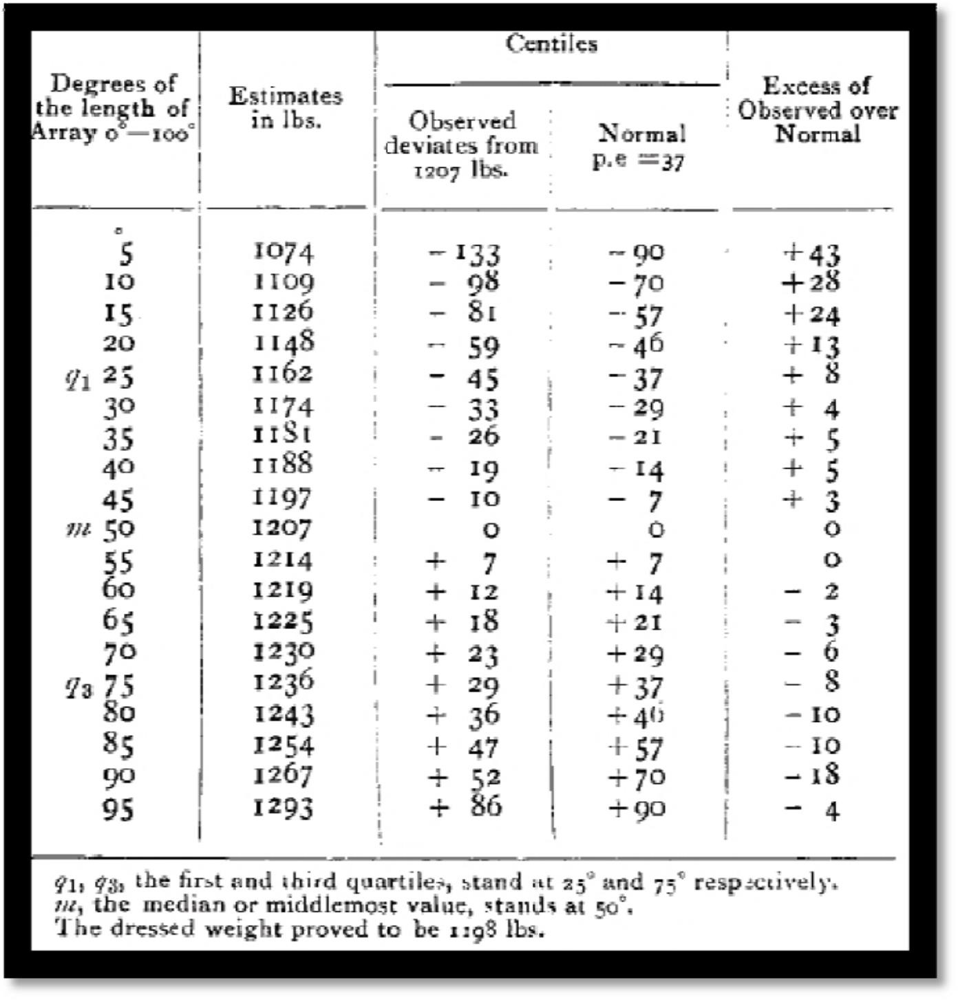 Centiles
Degrees of
the length of
Array 0°—100°
Estimates
in lbs.
Observed
deviates from
1207 lbs.
Normal
p.e =37
Excess of
Observed over
Normal
°
5 1074 - 133 - 90 +43
10 1109 - 98 - 70 +28
15 1126 - 81 - 57 +24
20 1148 - 59 - 46 +13
q1 25 1162 - 45 - 37 + 8
30 1174 - 33 - 29 + 4
35 1181 - 26 - 21 + 5
40 1188 - 19 - 14 + 5
45 1197 - 10 - 7 + 3
m 50 1207 0 0 0
55 1214 + 7 + 7 0
60 1219 + 12 +14 - 2
65 1225 + 18 +21 - 3
70 1230 + 23 +29 - 6
q3 75 1236 + 29 +37 - 8
80 1243 + 36 +46 - 10
85 1254 + 47 +57 - 10
90 1267 + 52 +70 - 18
95 1293 + 86 +90 - 4
q1, q3, the first and third quartiles, stand at 25° and 75° respectively.
m, the median or middlemost value, stands at 50°.
The dressed weight proved to be 1198 lbs.